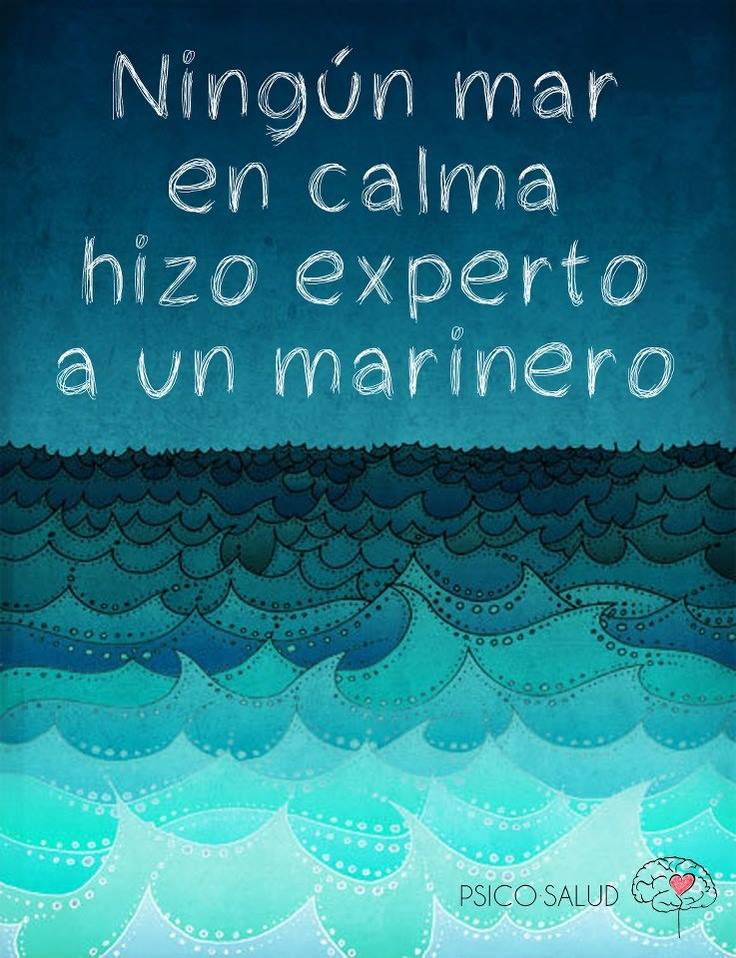 Ningún mar
en calma
hizo experto
a un marinero
PSICO·SALUD